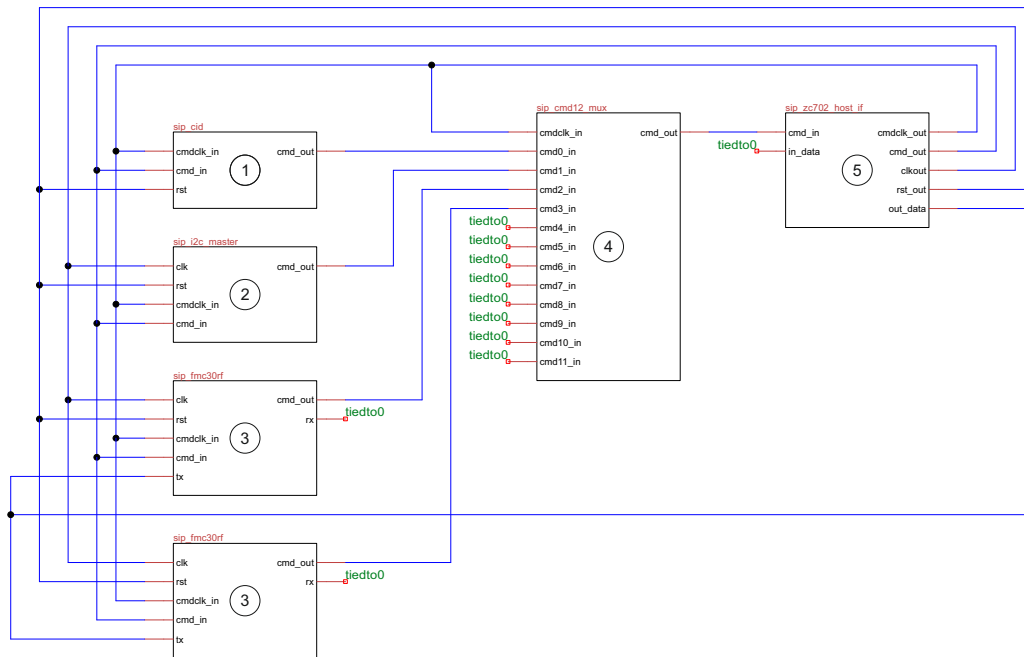 sip_cid
cmdclk_in
cmd_in
rst
cmd_out
1
sip_i2c_master
clk
rst
cmdclk_in
cmd_in
cmd_out
2
sip_fmc30rf
clk
rst
cmdclk_in
cmd_in
tx
cmd_out
rx
tiedto0
3
sip_fmc30rf
clk
rst
cmdclk_in
cmd_in
tx
cmd_out
rx
tiedto0
3
sip_cmd12_mux
cmdclk_in
cmd0_in
cmd1_in
cmd2_in
cmd3_in
tiedto0 cmd4_in
tiedto0 cmd5_in
tiedto0 cmd6_in
tiedto0 cmd7_in
tiedto0 cmd8_in
tiedto0 cmd9_in
tiedto0 cmd10_in
tiedto0 cmd11_in
cmd_out
4
sip_zc702_host_if
cmd_in
tiedto0 in_data
cmdclk_out
cmd_out
clkout
rst_out
out_data
5